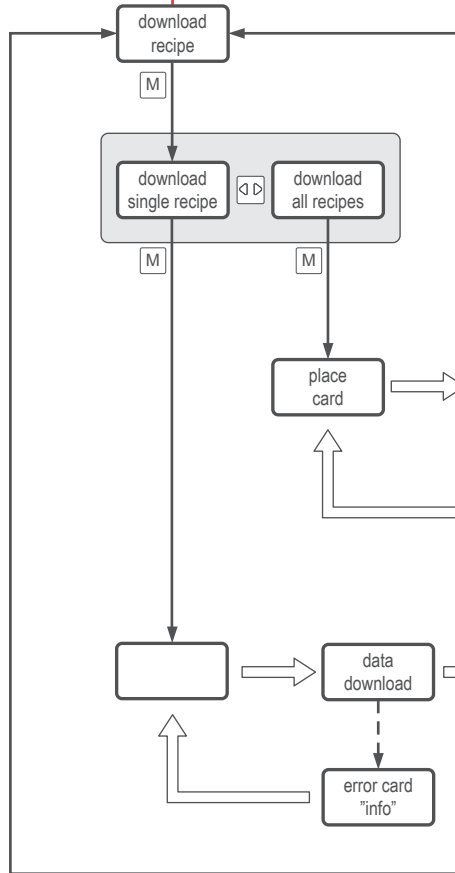 download
recipe
M
download
single recipe
download
all recipes
M
M
place
card
data
download
error card
”info”